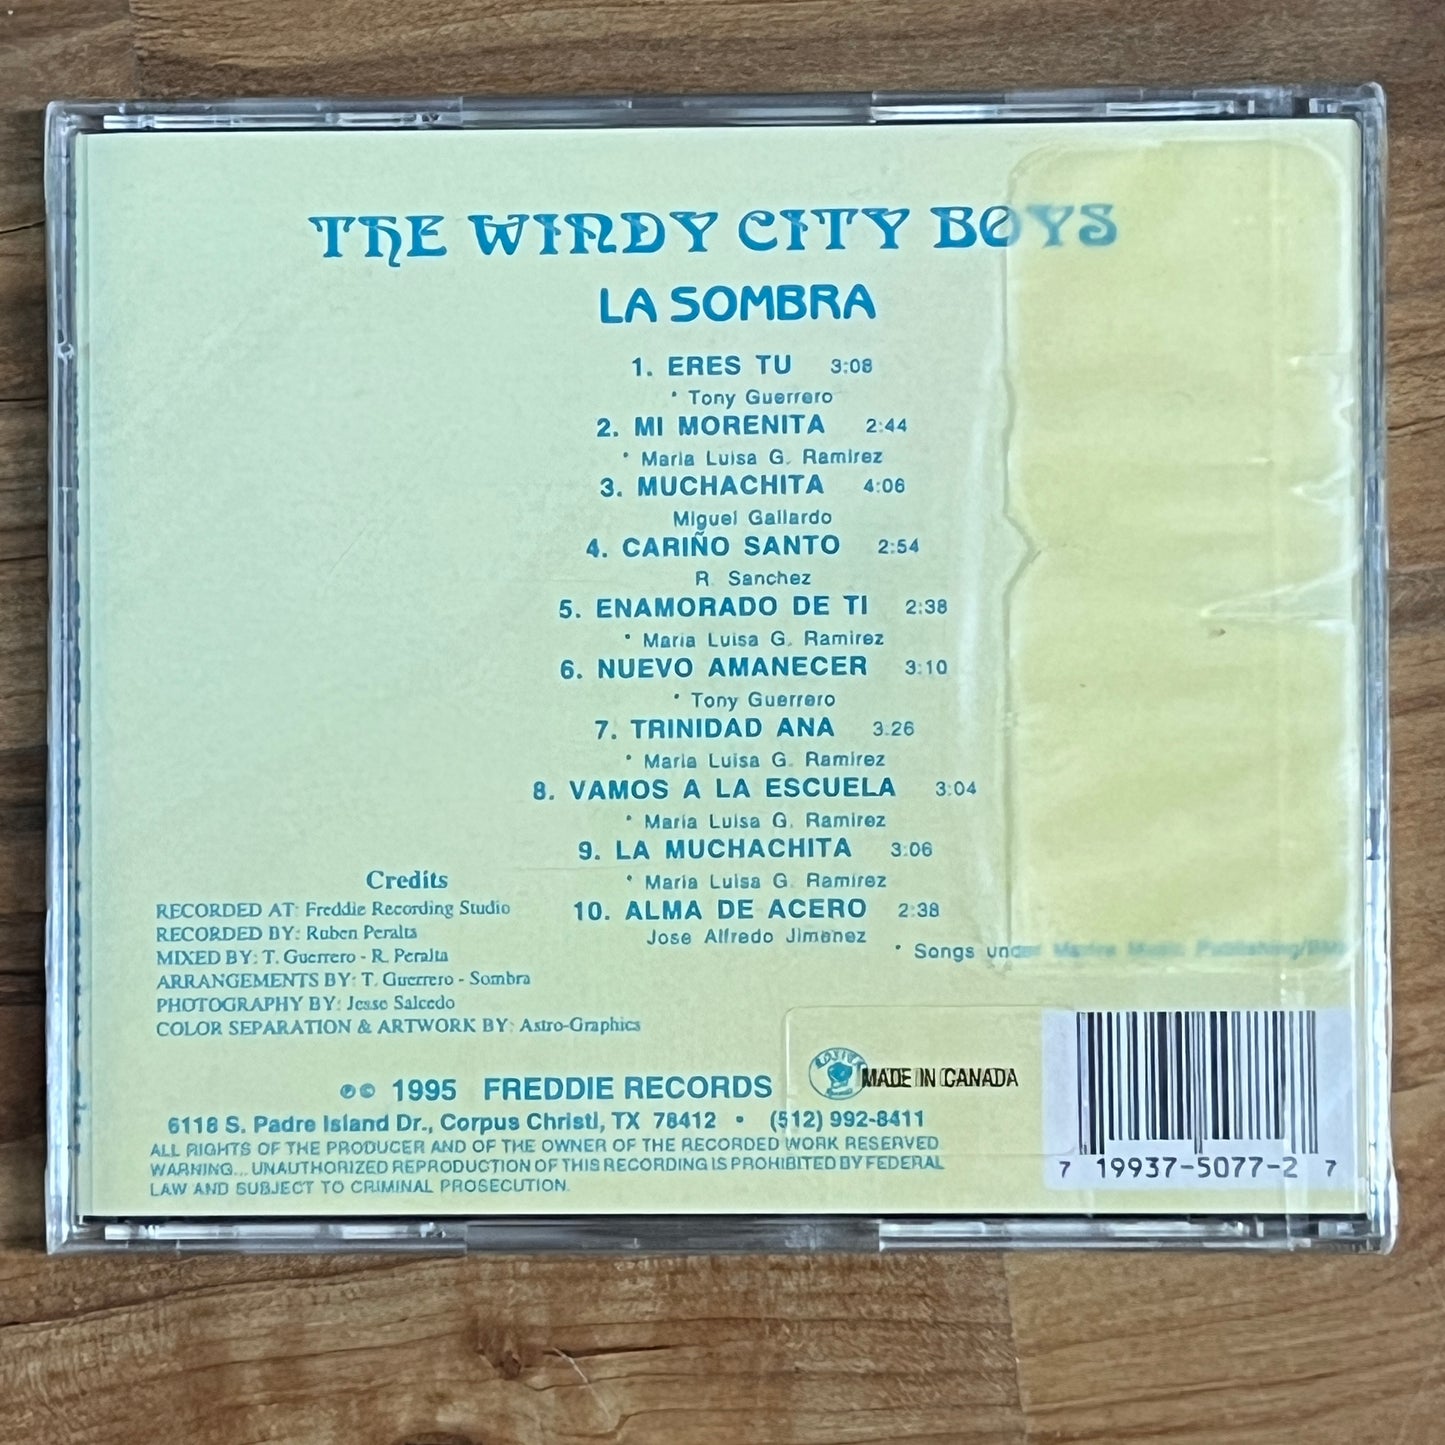 THE WINDY CITY BOYS
LA SOMBRA
1. ERES TU 3:08
* Tony Guerrero
2. MI MORENITA 2:44
* Maria Luisa G. Ramirez
3. MUCHACHITA 4:06
Miguel Gallardo
4. CARIÑO SANTO 2:54
R. Sanchez
5. ENAMORADO DE TI 2:38
* Maria Luisa G. Ramirez
6. NUEVO AMANECER 3:10
* Tony Guerrero
7. TRINIDAD ANA 3:26
* Maria Luisa G. Ramirez
8. VAMOS A LA ESCUELA 3:04
* Maria Luisa G. Ramirez
9. LA MUCHACHITA 3:06
* Maria Luisa G. Ramirez
10. ALMA DE ACERO 2:38
Jose Alfredo Jimenez
* Songs under Music Publishing/BMI
Credits
RECORDED AT: Freddie Recording Studio
RECORDED BY: Ruben Peralta
MIXED BY: T. Guerrero - R. Peralta
ARRANGEMENTS BY: T. Guerrero - Sombra
PHOTOGRAPHY BY: Jesse Salcedo
COLOR SEPARATION & ARTWORK BY: Astro-Graphics
℗© 1995 FREDDIE RECORDS
6118 S. Padre Island Dr., Corpus Christi, TX 78412 • (512) 992-8411
ALL RIGHTS OF THE PRODUCER AND OF THE OWNER OF THE RECORDED WORK RESERVED.
WARNING... UNAUTHORIZED REPRODUCTION OF THIS RECORDING IS PROHIBITED BY FEDERAL
LAW AND SUBJECT TO CRIMINAL PROSECUTION.
MADE IN CANADA
7 19937-5077-2 7